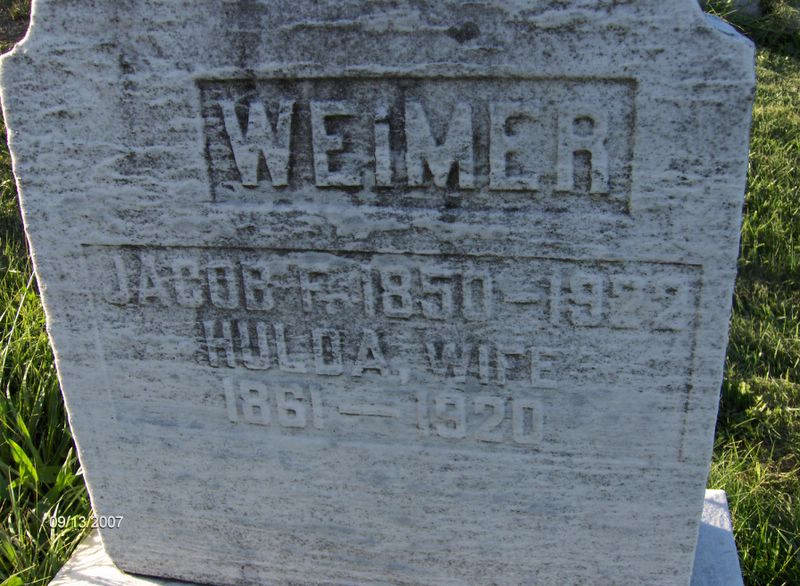 WEiMER
JACOB F. 1850–1922
HULDA, WIFE
1861—1920
09/13/2007